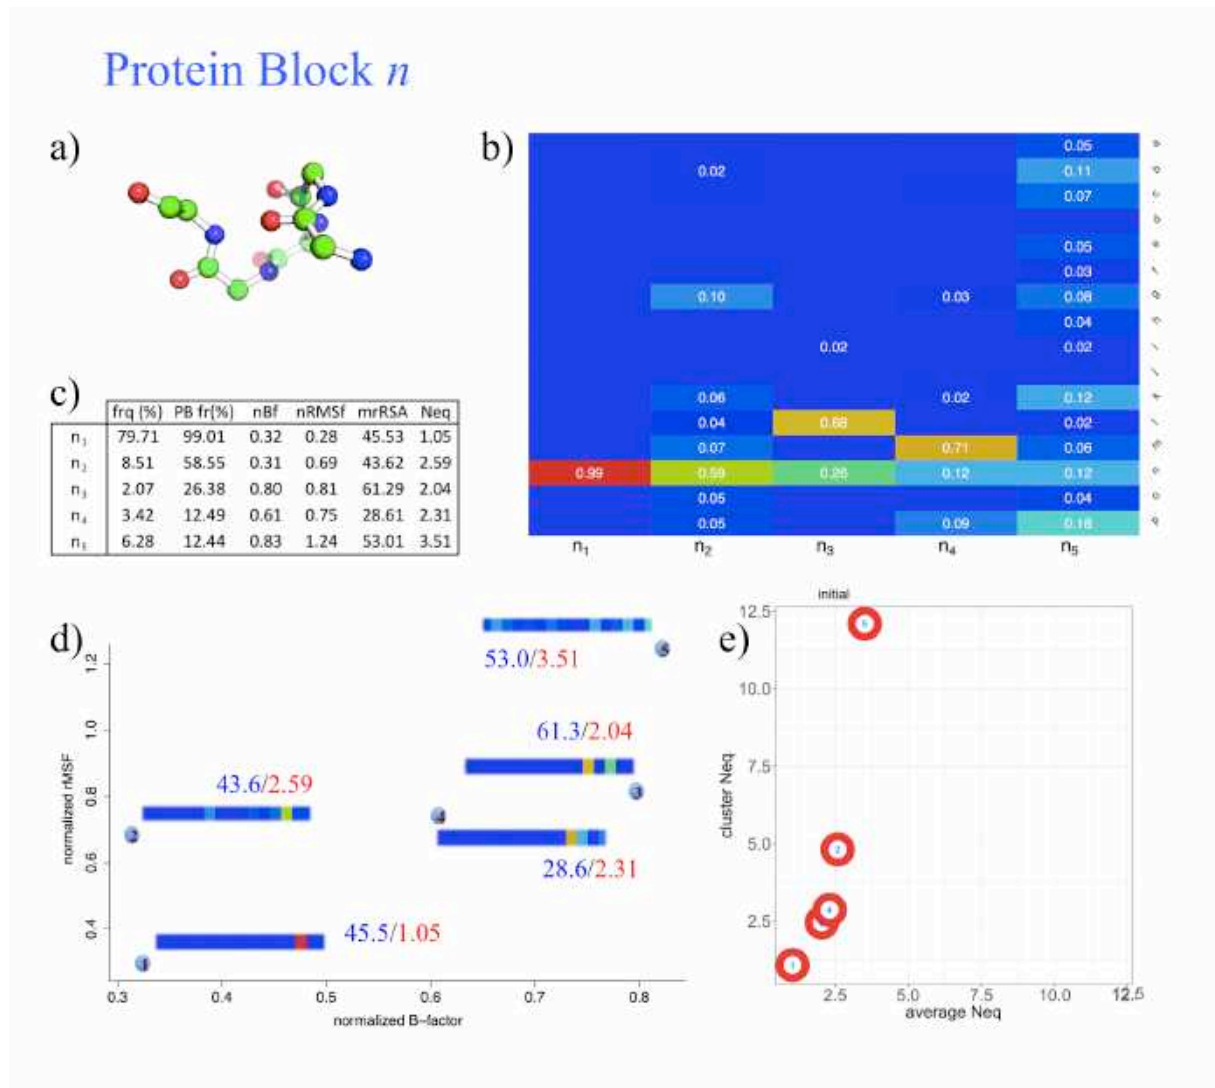 Protein Block n
a)
b)
0.05
0.02 0.11
0.07
0.05
0.03
0.10 0.03 0.08
0.04
0.02 0.02
0.06 0.02 0.12
0.04 0.68 0.02
0.07 0.71 0.06
0.99 0.59 0.26 0.12 0.12
0.05 0.04
0.05 0.09 0.16
n1 n2 n3 n4 n5
c)
frq (%) PB fr(%) nBf nRMSf mrRSA Neq
n1 79.71 99.01 0.32 0.28 45.53 1.05
n2 8.51 58.55 0.31 0.69 43.62 2.59
n3 2.07 26.38 0.80 0.81 61.29 2.04
n4 3.42 12.49 0.61 0.75 28.61 2.31
6.28 12.44 0.83 1.24 53.01 3.51
d)
1.2
1.0
0.8
0.6
0.4
normalized rMSF
53.0/3.51
5
61.3/2.04
3
43.6/2.59
2
4
28.6/2.31
45.5/1.05
1
0.3 0.4 0.5 0.6 0.7 0.8
normalized B-factor
e)
initial
12.5
10.0
7.5
5.0
2.5
cluster Neq
5
2
4
1
2.5 5.0 7.5 10.0 12.5
average Neq